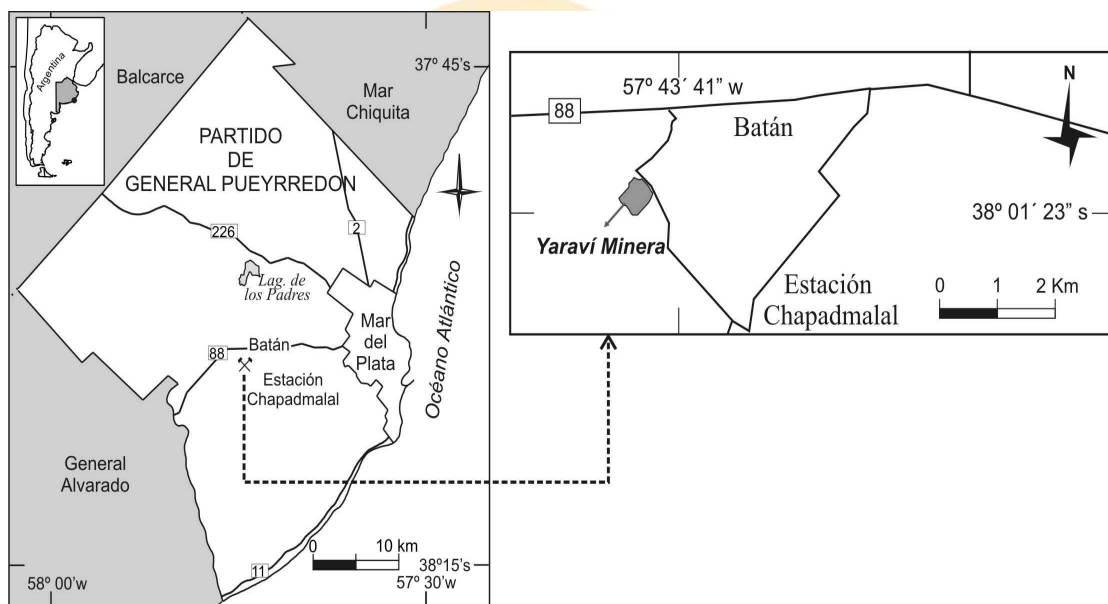 Argentina
Balcarce
37º 45's
Mar
Chiquita
PARTIDO
DE
GENERAL PUEYRREDON
226
2
Lag. de
los Padres
Océano Atlántico
Mar
del
Plata
88
Batán
Estación
Chapadmalal
General
Alvarado
0 10 km
11
38º15's
58º 00'w
57º 30'w
57º 43´ 41” w
N
88
Batán
38º 01´ 23” s
Yaraví Minera
Estación
Chapadmalal
0 1 2 Km